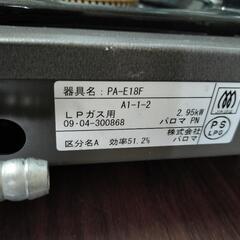 器具名：PA-E18F
A1-1-2
LPガス用 2.95kW
09·04-300868 パロマ PN
区分名A 効率51.2% 株式会社
パロマ
PS
LPG